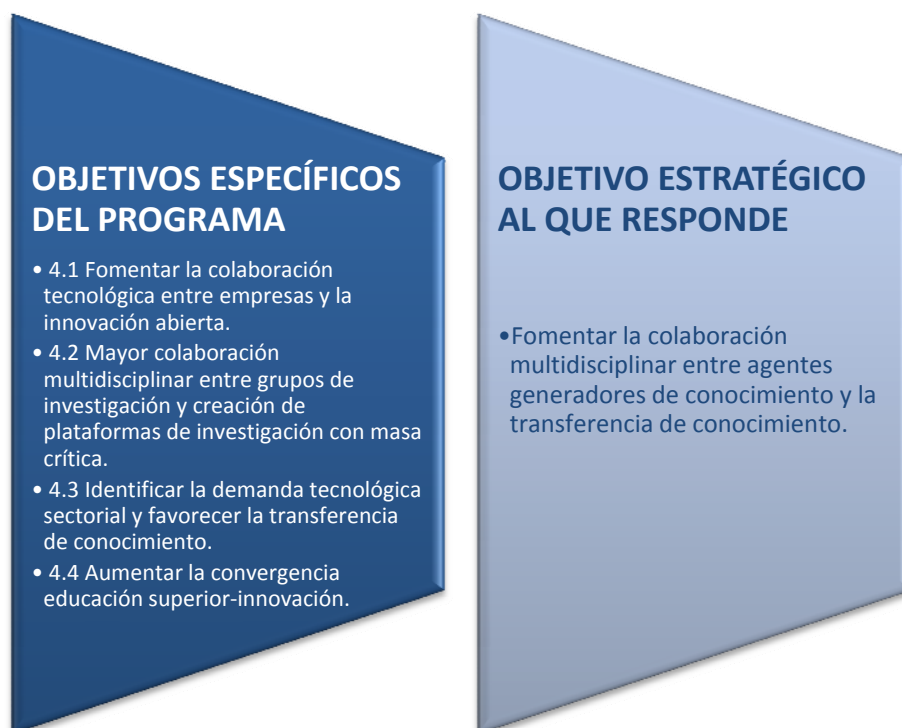 OBJETIVOS ESPECÍFICOS
DEL PROGRAMA
• 4.1 Fomentar la colaboración
tecnológica entre empresas y la
innovación abierta.
• 4.2 Mayor colaboración
multidisciplinar entre grupos de
investigación y creación de
plataformas de investigación con masa
crítica.
• 4.3 Identificar la demanda tecnológica
sectorial y favorecer la transferencia
de conocimiento.
• 4.4 Aumentar la convergencia
educación superior-innovación.
OBJETIVO ESTRATÉGICO
AL QUE RESPONDE
•Fomentar la colaboración
multidisciplinar entre agentes
generadores de conocimiento y la
transferencia de conocimiento.